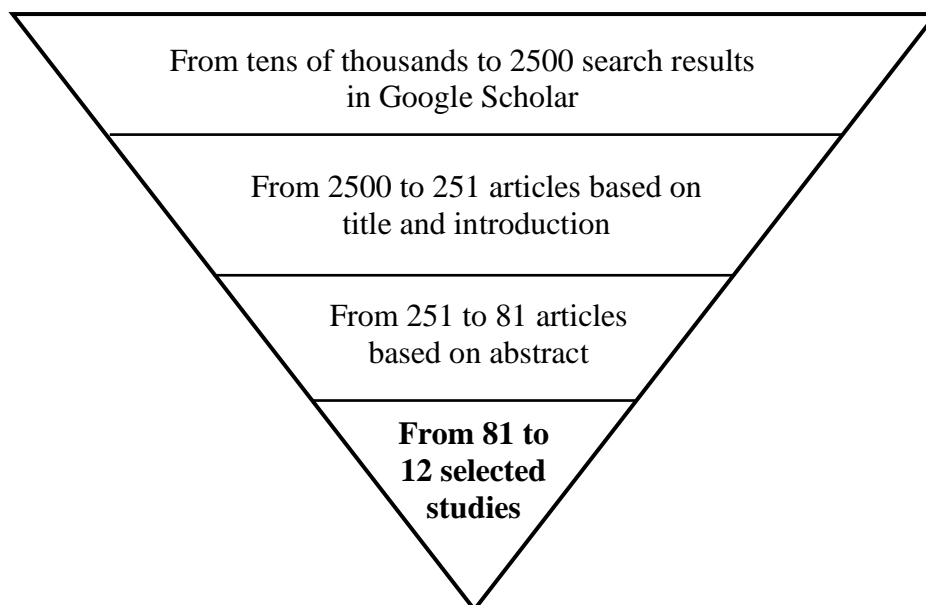 From tens of thousands to 2500 search results
in Google Scholar
From 2500 to 251 articles based on
title and introduction
From 251 to 81 articles
based on abstract
From 81 to
12 selected
studies